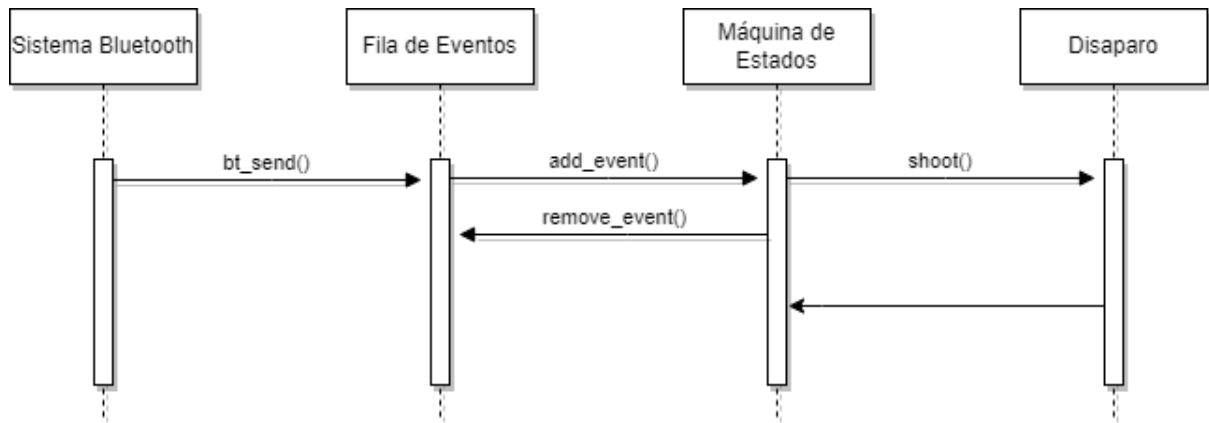 Sistema Bluetooth
Fila de Eventos
Máquina de
Estados
Disaparo
bt_send()
add_event()
shoot()
remove_event()